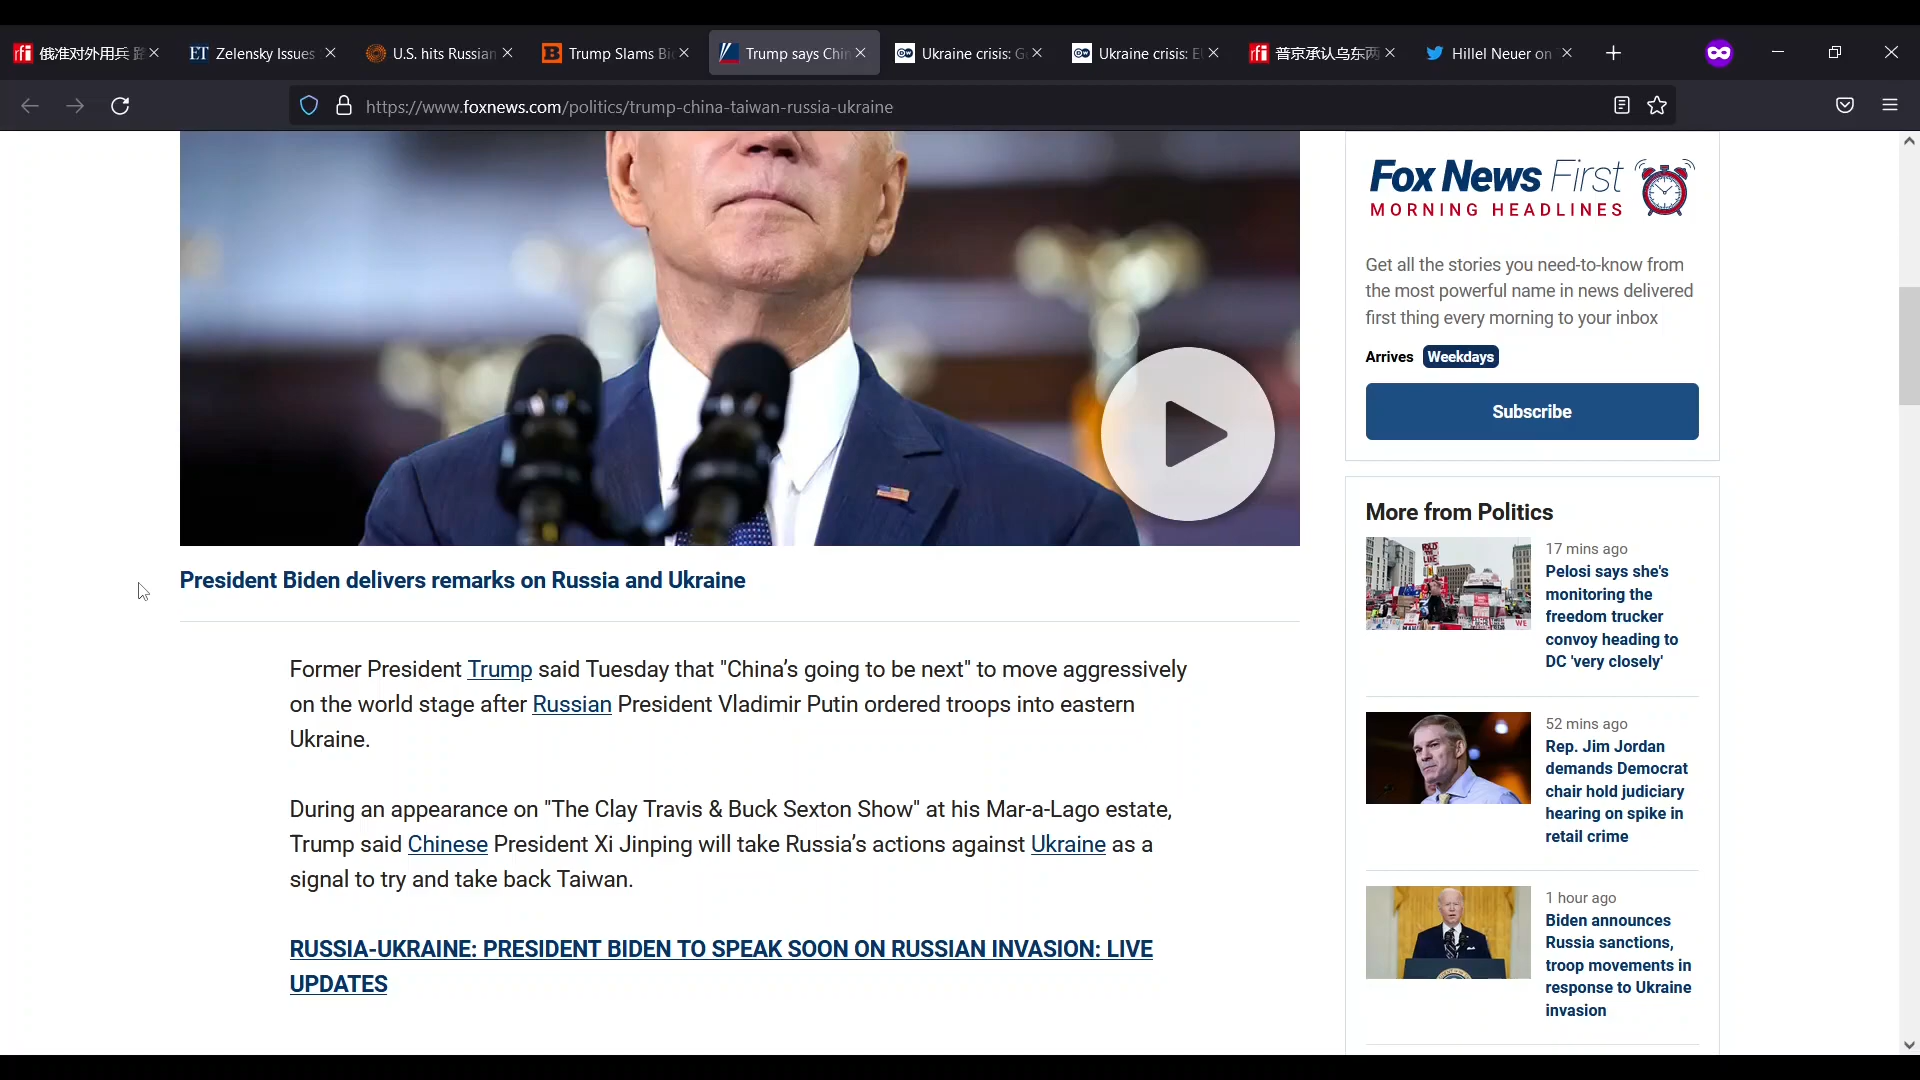 俄准对外用兵
Zelensky Issues
U.S. hits Russian
Trump Slams Bi
Trump says Chin
Ukraine crisis: G
Ukraine crisis: E
普京承认乌东两
Hillel Neuer on
https://www.foxnews.com/politics/trump-china-taiwan-russia-ukraine
President Biden delivers remarks on Russia and Ukraine
Former President Trump said Tuesday that "China’s going to be next" to move aggressively
on the world stage after Russian President Vladimir Putin ordered troops into eastern
Ukraine.
During an appearance on "The Clay Travis & Buck Sexton Show" at his Mar-a-Lago estate,
Trump said Chinese President Xi Jinping will take Russia’s actions against Ukraine as a
signal to try and take back Taiwan.
RUSSIA-UKRAINE: PRESIDENT BIDEN TO SPEAK SOON ON RUSSIAN INVASION: LIVE
UPDATES
Fox News First
MORNING HEADLINES
Get all the stories you need-to-know from
the most powerful name in news delivered
first thing every morning to your inbox
Arrives Weekdays
Subscribe
More from Politics
17 mins ago
Pelosi says she's
monitoring the
freedom trucker
convoy heading to
DC 'very closely'
52 mins ago
Rep. Jim Jordan
demands Democrat
chair hold judiciary
hearing on spike in
retail crime
1 hour ago
Biden announces
Russia sanctions,
troop movements in
response to Ukraine
invasion